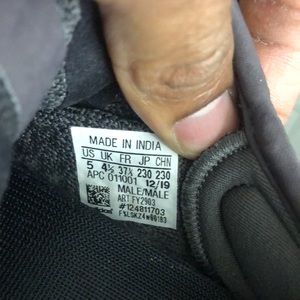 MADE IN INDIA
US UK FR JP CHN
5 4½ 37⅓ 230 230
APC 011001 12/19
MALE/MALE
ART FY2903
#124811703